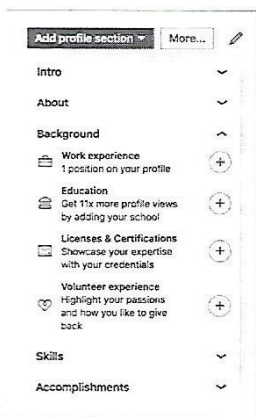 Add profile section
More...
Intro
About
Background
Work experience
1 position on your profile
Education
Get 11x more profile views
by adding your school
Licenses & Certifications
Showcase your expertise
with your credentials
Volunteer experience
Highlight your passions
and how you like to give
back
Skills
Accomplishments